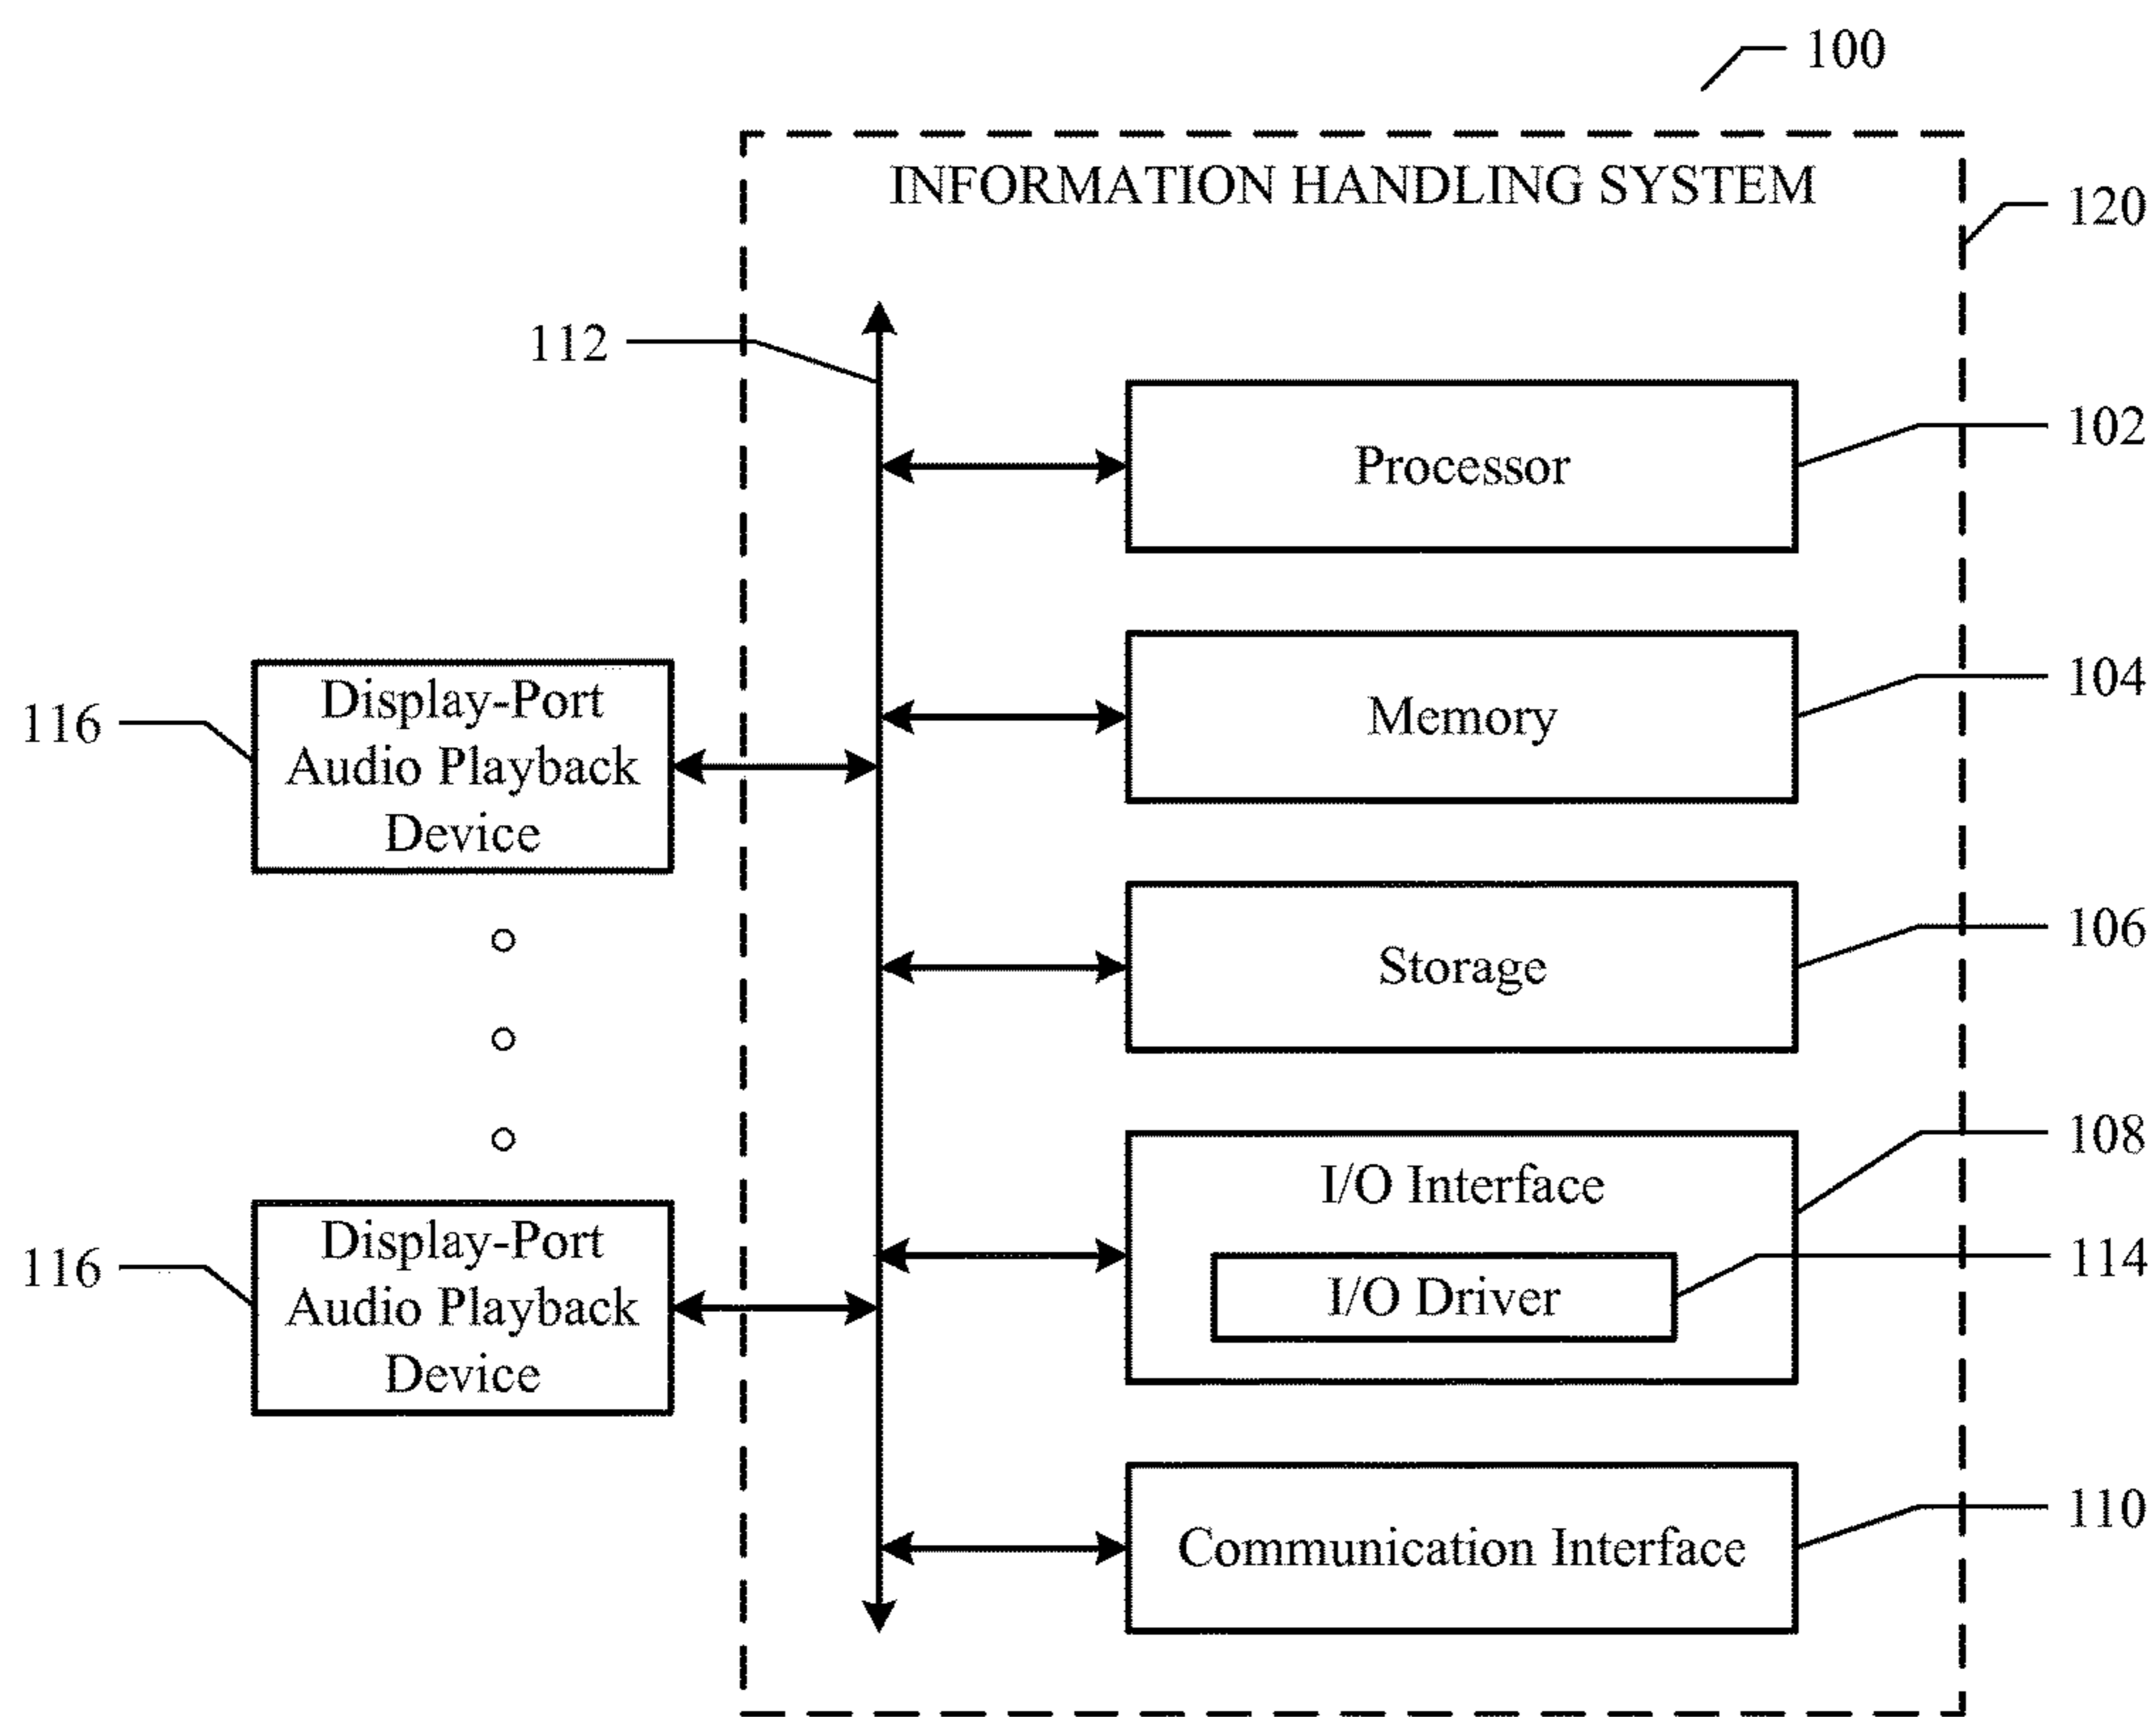 100
INFORMATION HANDLING SYSTEM
120
112
102
Processor
104
Memory
116
Display-Port
Audio Playback
Device
106
Storage
108
I/O Interface
114
I/O Driver
116
Display-Port
Audio Playback
Device
110
Communication Interface